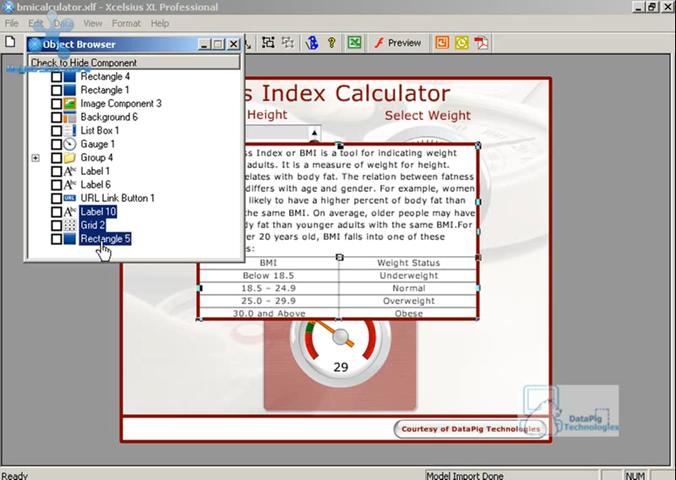 bmicalculator.xdf - Xcelsius XL Professional
File Edit Data View Format Help
Preview
Object Browser
Check to Hide Component
Rectangle 4
Rectangle 1
Image Component 3
Background 6
List Box 1
Gauge 1
Group 4
Label 1
Label 6
URL URL Link Button 1
Label 10
Grid 2
Rectangle 5
s Index Calculator
Height
Select Weight
ss Index or BMI is a tool for indicating weight
adults. It is a measure of weight for height.
elates with body fat. The relation between fatness
differs with age and gender. For example, women
likely to have a higher percent of body fat than
the same BMI. On average, older people may have
dy fat than younger adults with the same BMI.For
er 20 years old, BMI falls into one of these
s:
BMI Weight Status
Below 18.5 Underweight
18.5 – 24.9 Normal
25.0 – 29.9 Overweight
30.0 and Above Obese
29
DataPig
Technologies
Courtesy of DataPig Technologies
Ready
Model Import Done
NUM